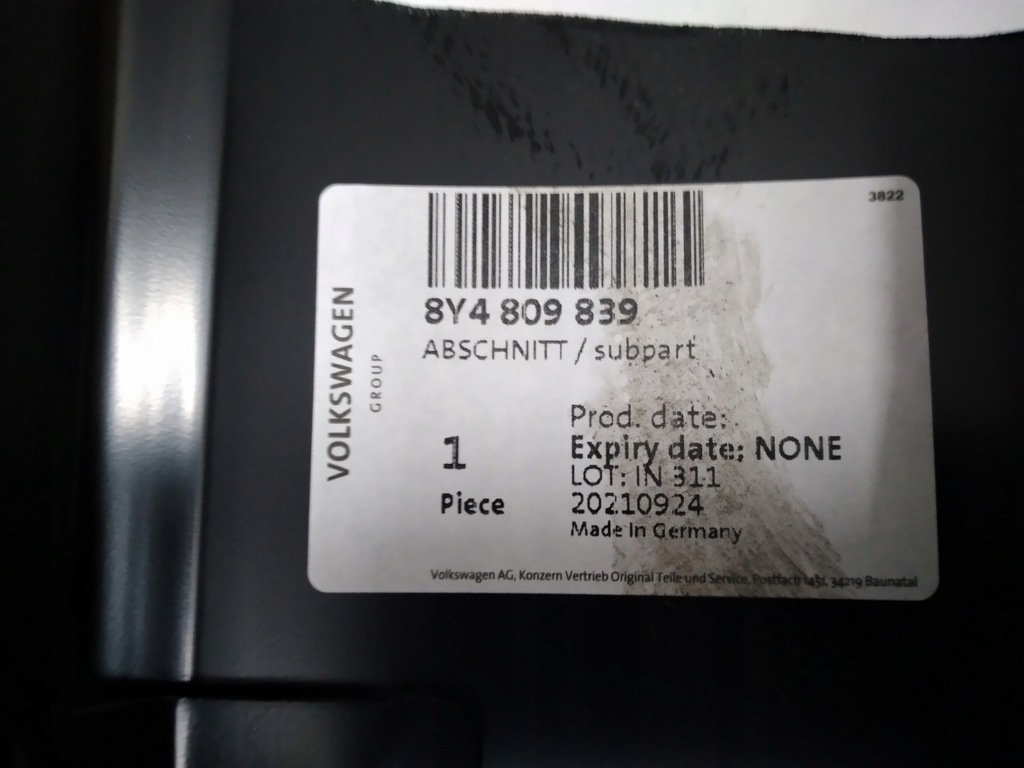 3822
VOLKSWAGEN
GROUP
8Y4 809 839
ABSCHNITT / subpart
1
Piece
Prod. date:
Expiry date: NONE
LOT: IN 311
20210924
Made In Germany
Volkswagen AG, Konzern Vertrieb Original Teile und Service, Postfach 1451, 34219 Baunatal